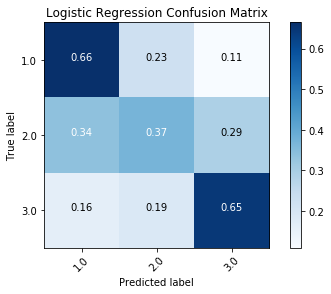 Logistic Regression Confusion Matrix
True label
1.0
0.66 0.23 0.11
2.0
0.34 0.37 0.29
3.0
0.16 0.19 0.65
1.0 2.0 3.0
Predicted label
0.6
0.5
0.4
0.3
0.2